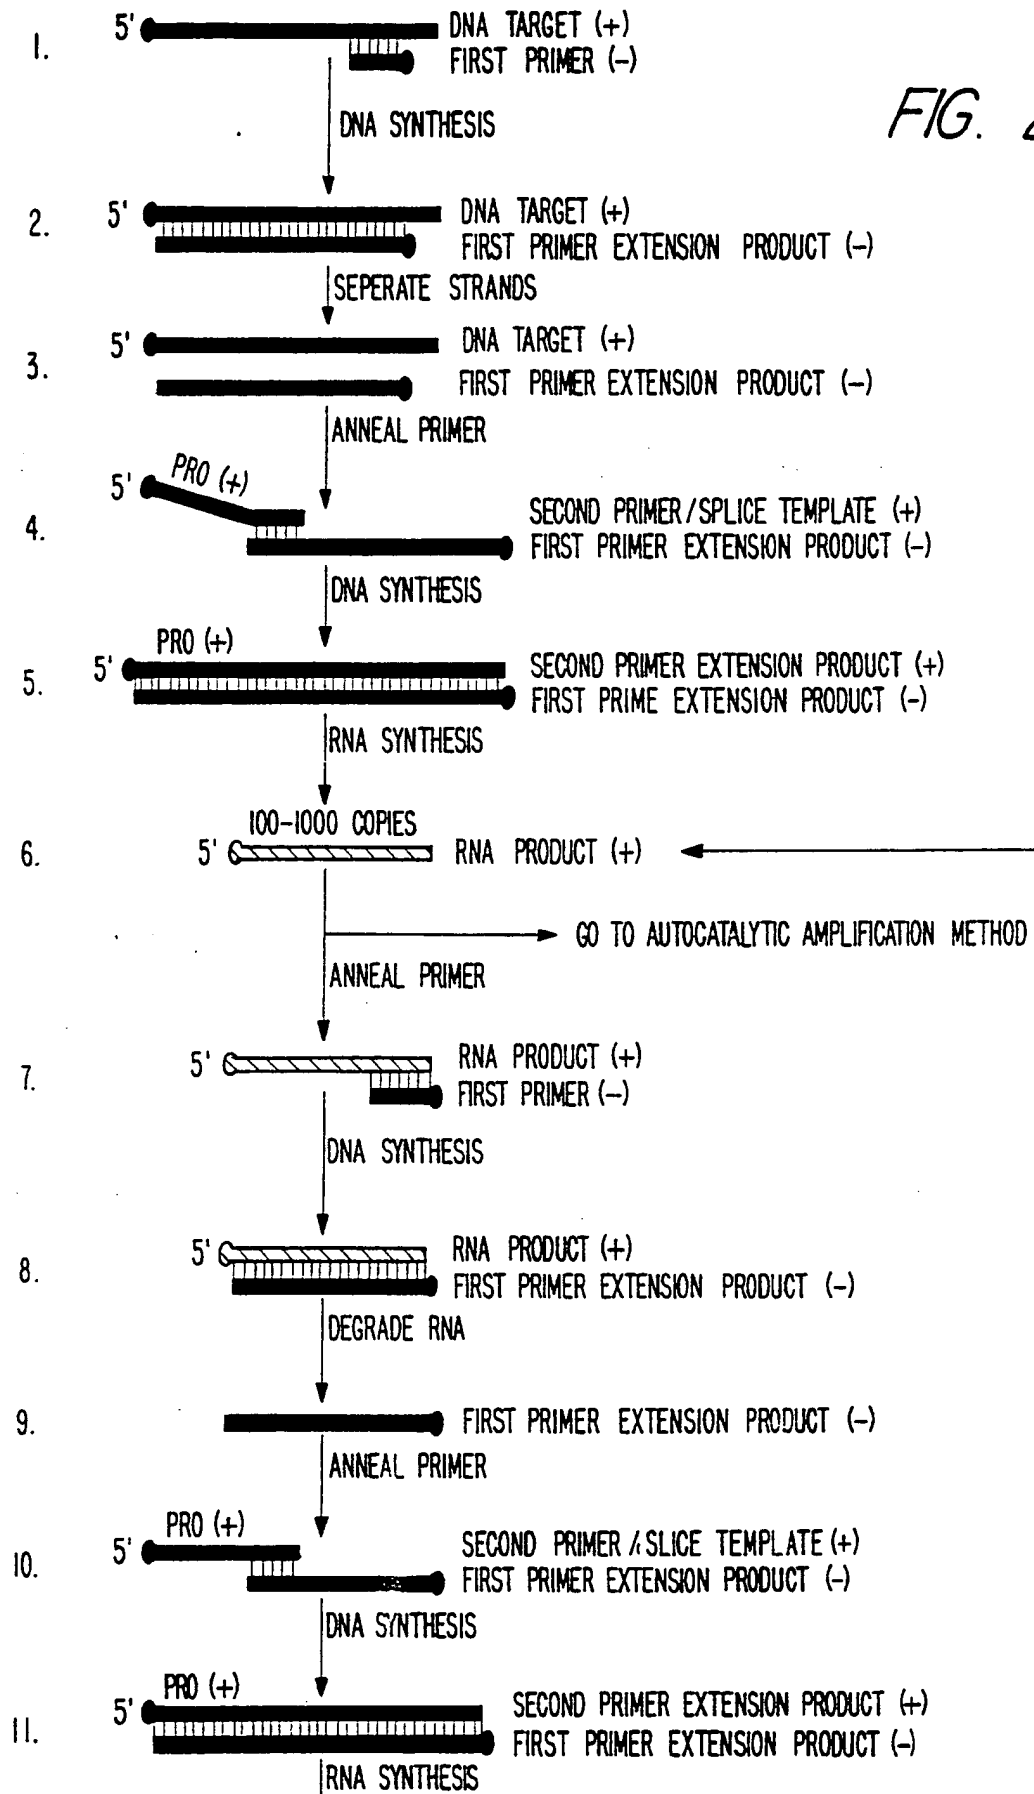 1.
5'
DNA TARGET (+)
FIRST PRIMER (-)
DNA SYNTHESIS
FIG.
2.
5'
DNA TARGET (+)
FIRST PRIMER EXTENSION PRODUCT (-)
SEPERATE STRANDS
3.
5'
DNA TARGET (+)
FIRST PRIMER EXTENSION PRODUCT (-)
ANNEAL PRIMER
4.
5'
PRO (+)
SECOND PRIMER/SPLICE TEMPLATE (+)
FIRST PRIMER EXTENSION PRODUCT (-)
DNA SYNTHESIS
5.
5'
PRO (+)
SECOND PRIMER EXTENSION PRODUCT (+)
FIRST PRIME EXTENSION PRODUCT (-)
RNA SYNTHESIS
100-1000 COPIES
6.
5'
RNA PRODUCT (+)
GO TO AUTOCATALYTIC AMPLIFICATION METHOD
ANNEAL PRIMER
7.
5'
RNA PRODUCT (+)
FIRST PRIMER (-)
DNA SYNTHESIS
8.
5'
RNA PRODUCT (+)
FIRST PRIMER EXTENSION PRODUCT (-)
DEGRADE RNA
9.
FIRST PRIMER EXTENSION PRODUCT (-)
ANNEAL PRIMER
10.
5'
PRO (+)
SECOND PRIMER/SLICE TEMPLATE (+)
FIRST PRIMER EXTENSION PRODUCT (-)
DNA SYNTHESIS
11.
5'
PRO (+)
SECOND PRIMER EXTENSION PRODUCT (+)
FIRST PRIMER EXTENSION PRODUCT (-)
RNA SYNTHESIS